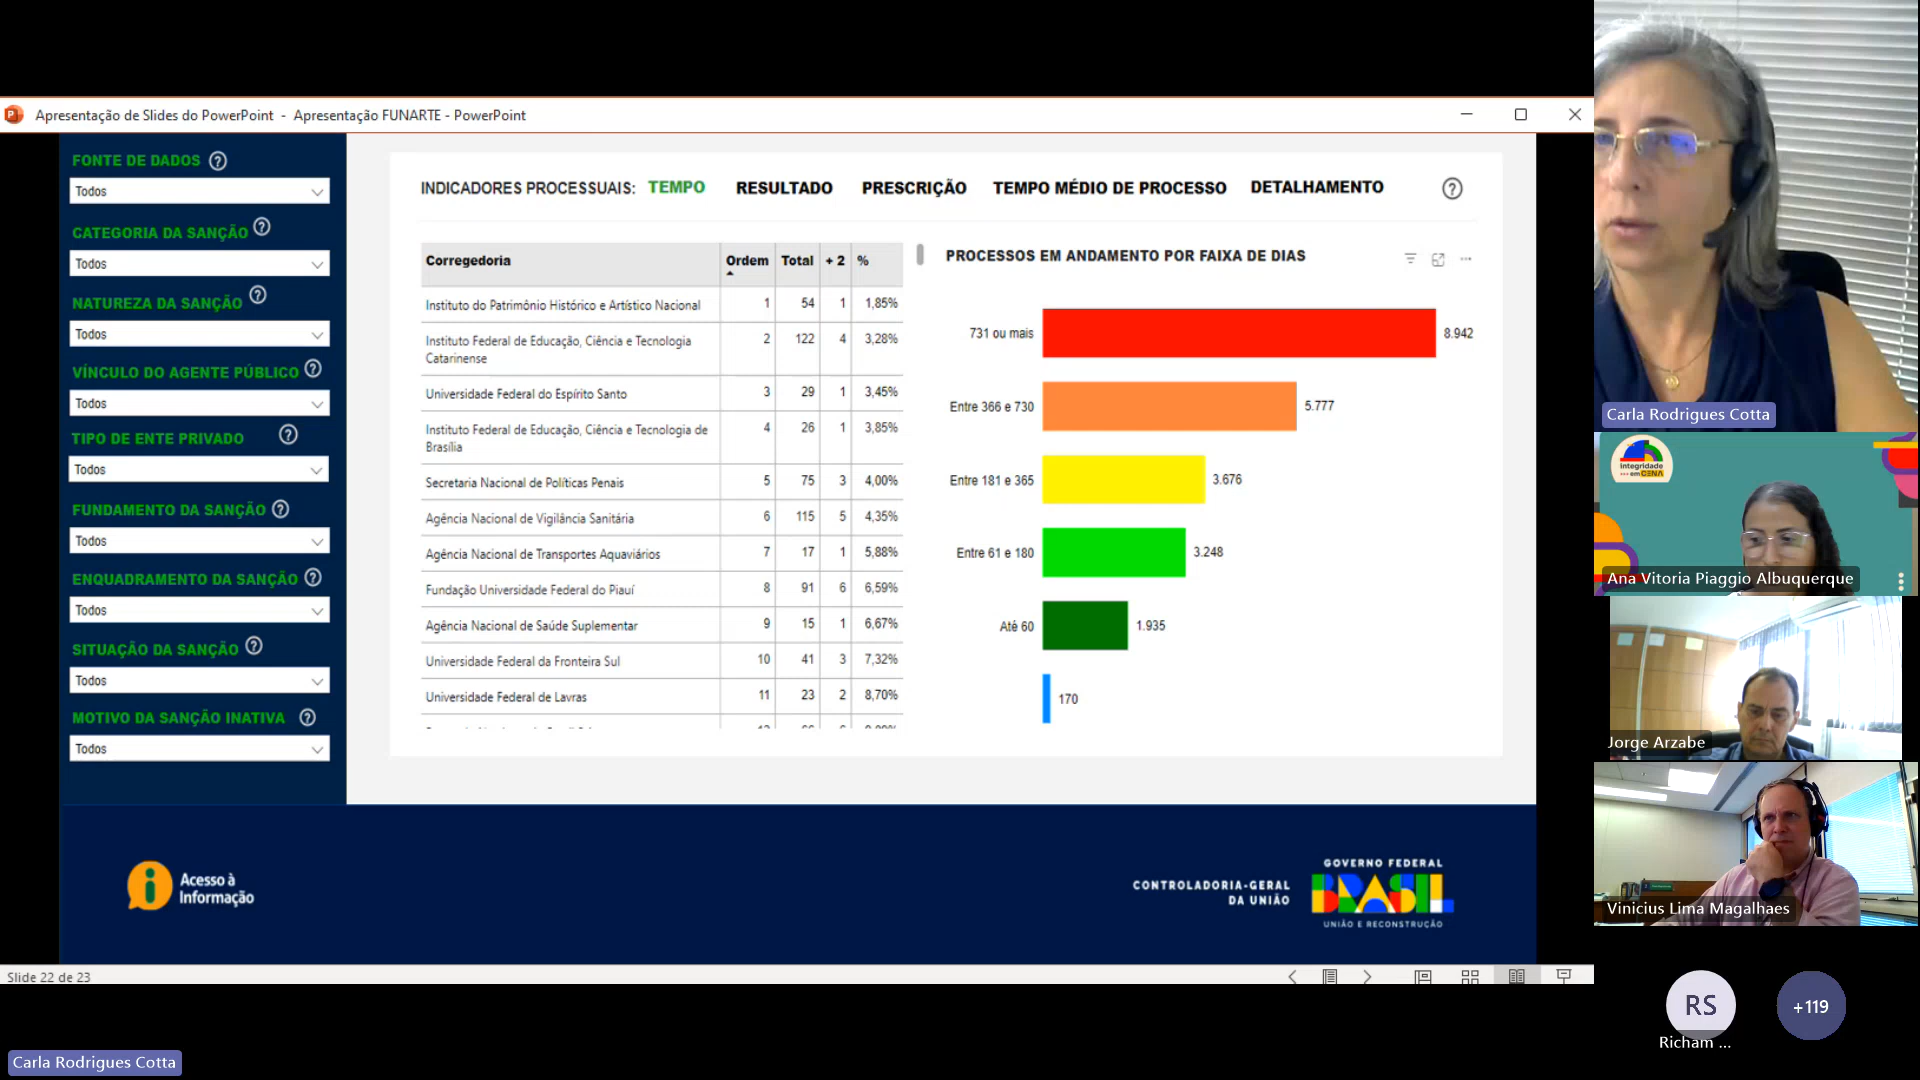 Apresentação de Slides do PowerPoint - Apresentação FUNARTE - PowerPoint
FONTE DE DADOS ?
Todos
CATEGORIA DA SANÇÃO ?
Todos
NATUREZA DA SANÇÃO ?
Todos
VÍNCULO DO AGENTE PÚBLICO ?
Todos
TIPO DE ENTE PRIVADO ?
Todos
FUNDAMENTO DA SANÇÃO ?
Todos
ENQUADRAMENTO DA SANÇÃO ?
Todos
SITUAÇÃO DA SANÇÃO ?
Todos
MOTIVO DA SANÇÃO INATIVA ?
Todos
INDICADORES PROCESSUAIS: TEMPO RESULTADO PRESCRIÇÃO TEMPO MÉDIO DE PROCESSO DETALHAMENTO ?
Corregedoria Ordem Total + 2 %
Instituto do Patrimônio Histórico e Artístico Nacional 1 54 1 1,85%
Instituto Federal de Educação, Ciência e Tecnologia 2 122 4 3,28%
Catarinense
Universidade Federal do Espírito Santo 3 29 1 3,45%
Instituto Federal de Educação, Ciência e Tecnologia de 4 26 1 3,85%
Brasília
Secretaria Nacional de Políticas Penais 5 75 3 4,00%
Agência Nacional de Vigilância Sanitária 6 115 5 4,35%
Agência Nacional de Transportes Aquaviários 7 17 1 5,88%
Fundação Universidade Federal do Piauí 8 91 6 6,59%
Agência Nacional de Saúde Suplementar 9 15 1 6,67%
Universidade Federal da Fronteira Sul 10 41 3 7,32%
Universidade Federal de Lavras 11 23 2 8,70%
PROCESSOS EM ANDAMENTO POR FAIXA DE DIAS
731 ou mais 8.942
Entre 366 e 730 5.777
Entre 181 e 365 3.676
Entre 61 e 180 3.248
Até 60 1.935
170
Acesso à
Informação
CONTROLADORIA-GERAL
DA UNIÃO
GOVERNO FEDERAL
BRASIL
UNIÃO E RECONSTRUÇÃO
Slide 22 de 23
Carla Rodrigues Cotta
Carla Rodrigues Cotta
integridade
em CENA
Ana Vitoria Piaggio Albuquerque
Jorge Arzabe
Vinicius Lima Magalhaes
RS
Richam ...
+119